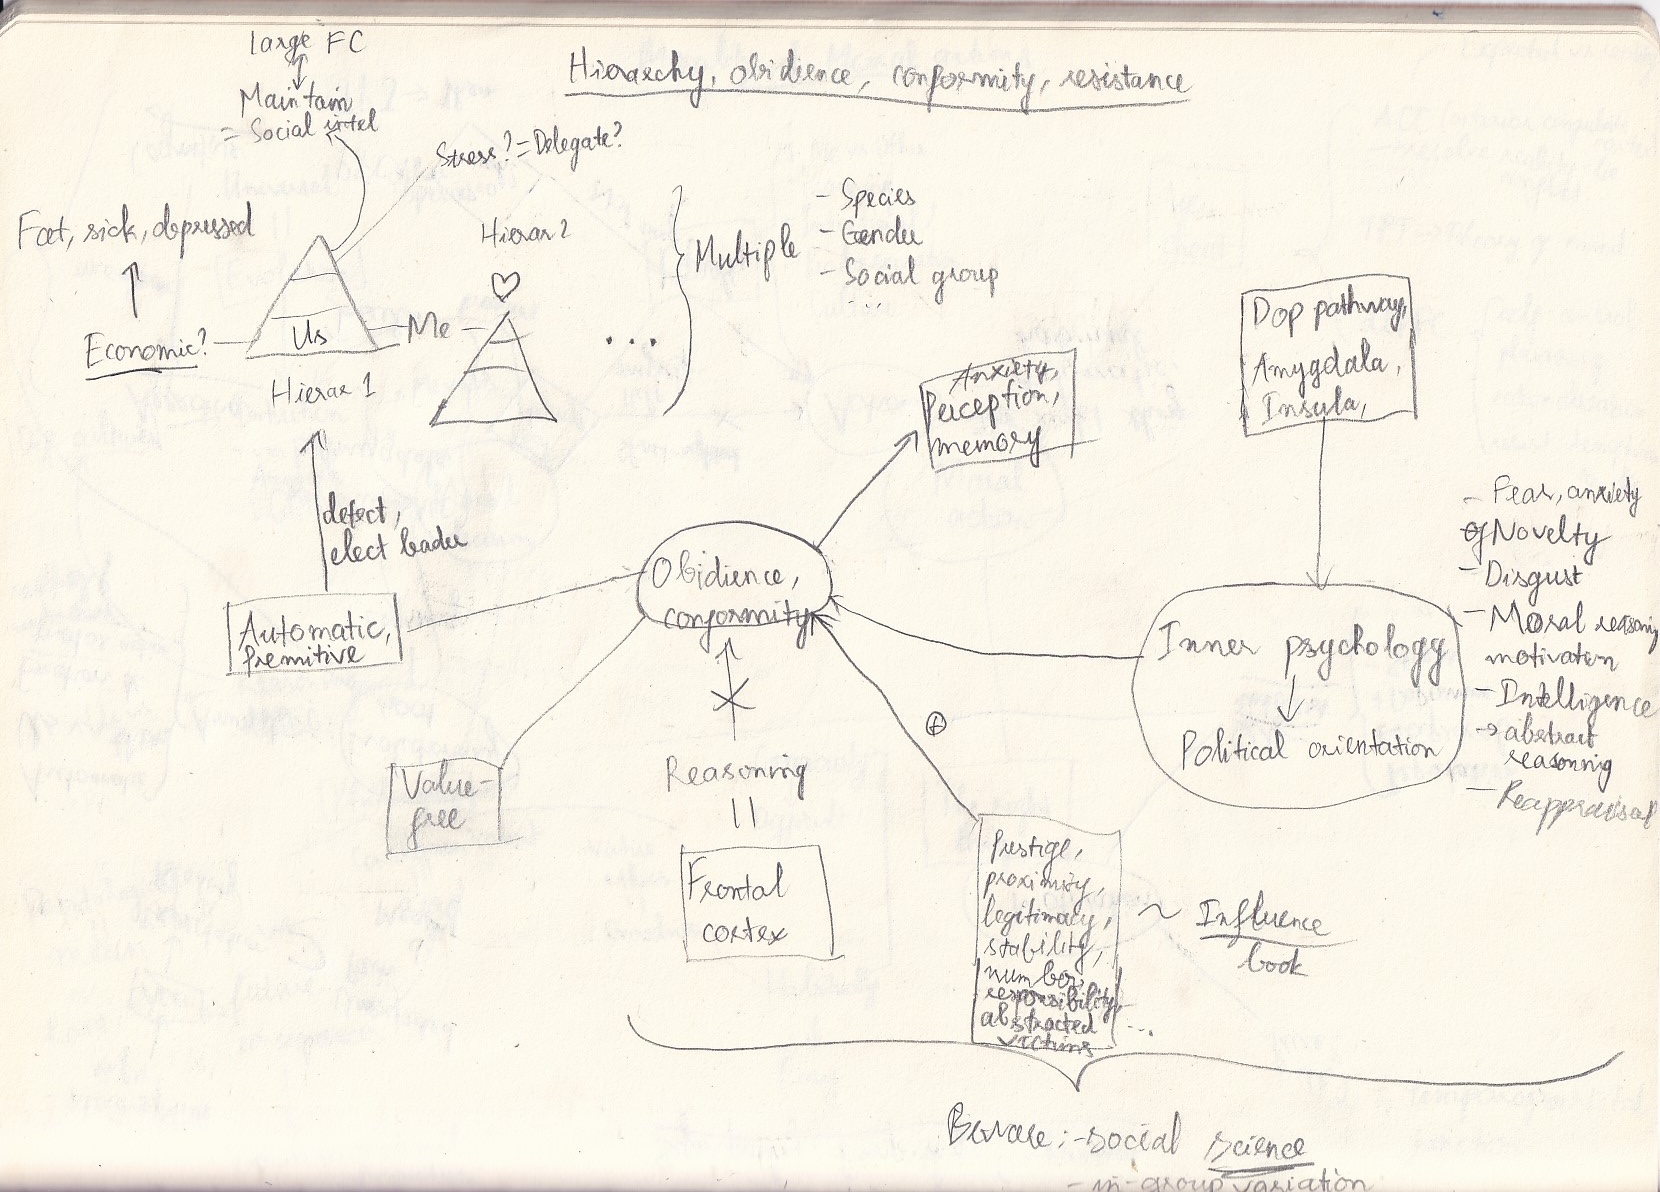 Hierarchy, obidience, conformity, resistance
large FC
Maintain
= Social intel
Stress? = Delegate?
Fat, sick, depressed
Economic?
Us
Me
Hierar 1
Hierar 2
...
Multiple
- Species
- Gender
- Social group
...
detect,
elect leader
Automatic,
premitive
Value-
free
Obidience,
conformity
Reasoning
Frontal
cortex
Anxiety,
Perception,
memory
Dop pathway,
Amygdala,
Insula,
Inner psychology
Political orientation
- Fear, anxiety
of Novelty
- Disgust
- Moral reasoning
motivation
- Intelligence
→ abstract
reasoning
- Reappraisal
+
Prestige,
proximity,
legitimacy,
stability,
number,
responsibility,
abstracted
victims
...
~ Influence
book
Beware: - social science
- in-group variation